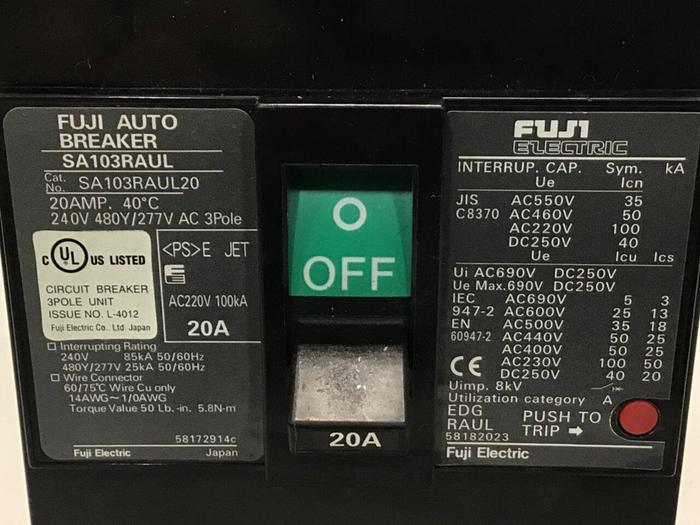 FUJI AUTO
BREAKER
SA103RAUL
Cat. No. SA103RAUL20
20AMP. 40°C
240V 480Y/277V AC 3Pole
C UL US LISTED
CIRCUIT BREAKER
3POLE UNIT
ISSUE NO. L-4012
Fuji Electric Co., Ltd. Japan
<PS>E JET
AC220V 100kA
20A
□ Interrupting Rating
240V 85kA 50/60Hz
480Y/277V 25kA 50/60Hz
□ Wire Connector
60/75℃ Wire Cu only
14AWG~1/0AWG
Torque Value 50 Lb.-in. 5.8N-m
58172914c
Fuji Electric Japan
O
OFF
20A
FUJI
ELECTRIC
INTERRUP. CAP. Sym. kA
Ue Icn
JIS AC550V 35
C8370 AC460V 50
AC220V 100
DC250V 40
Ue Icu Ics
Ui AC690V DC250V
Ue Max.690V DC250V
IEC AC690V 5 3
947-2 AC600V 25 13
EN AC500V 35 18
60947-2 AC440V 50 25
AC400V 50 25
CE AC230V 100 50
DC250V 40 20
Uimp. 8kV
Utilization category A
EDG
RAUL
PUSH TO
TRIP ➡
58182023
Fuji Electric